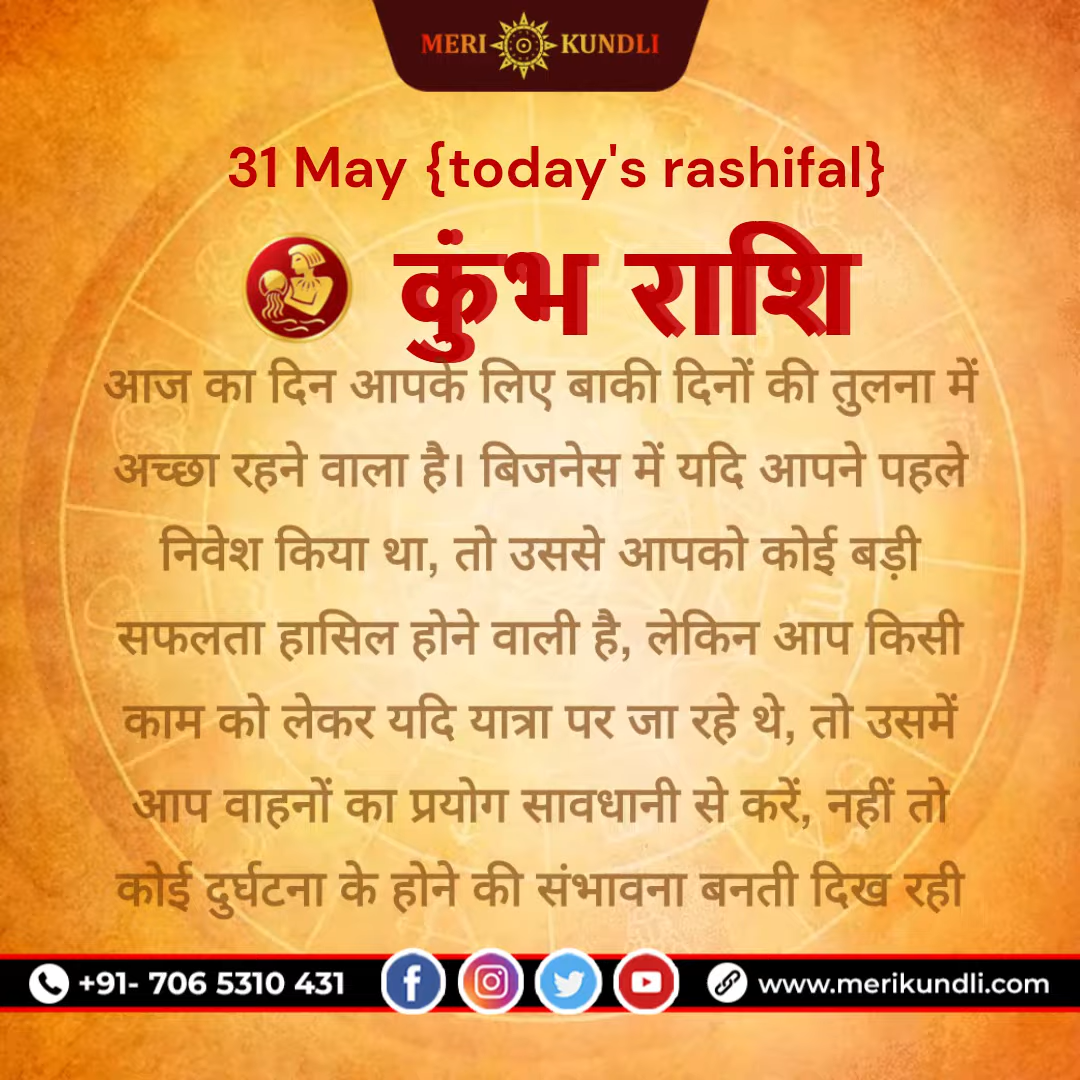 MERI KUNDLI
31 May {today's rashifal}
कुंभ राशि
आज का दिन आपके लिए बाकी दिनों की तुलना में
अच्छा रहने वाला है। बिजनेस में यदि आपने पहले
निवेश किया था, तो उससे आपको कोई बड़ी
सफलता हासिल होने वाली है, लेकिन आप किसी
काम को लेकर यदि यात्रा पर जा रहे थे, तो उसमें
आप वाहनों का प्रयोग सावधानी से करें, नहीं तो
कोई दुर्घटना के होने की संभावना बनती दिख रही
+91- 706 5310 431 www.merikundli.com